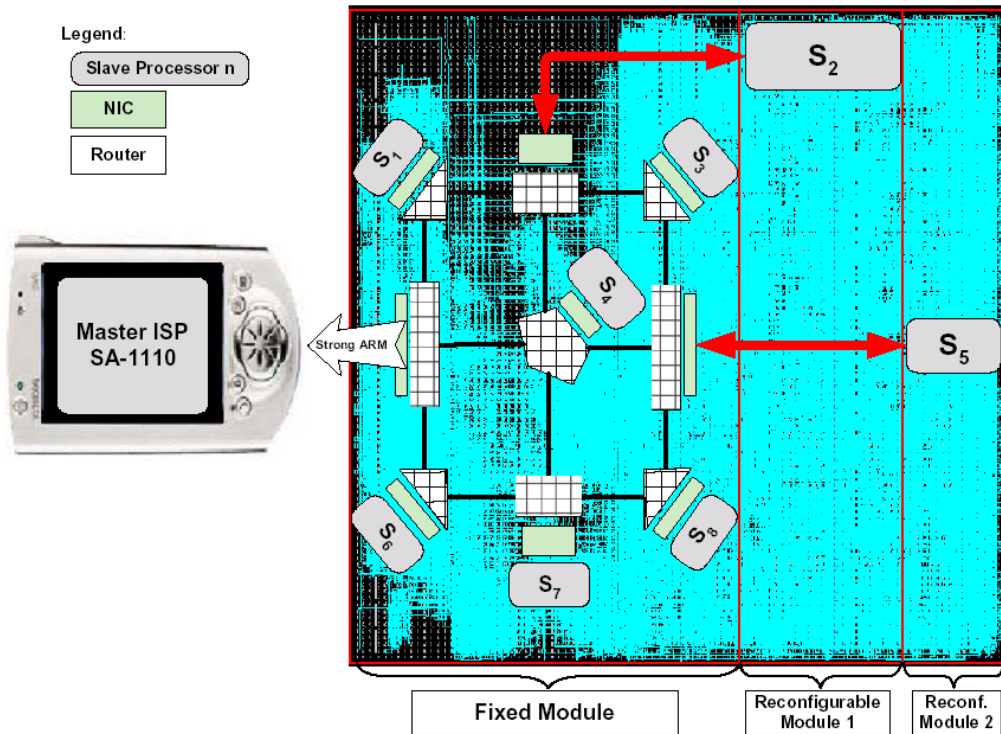 Legend:
Slave Processor n
NIC
Router
S2
S1
S3
S4
Master ISP
SA-1110
Strong ARM
S5
S6
S8
S7
Fixed Module
Reconfigurable
Module 1
Reconf.
Module 2